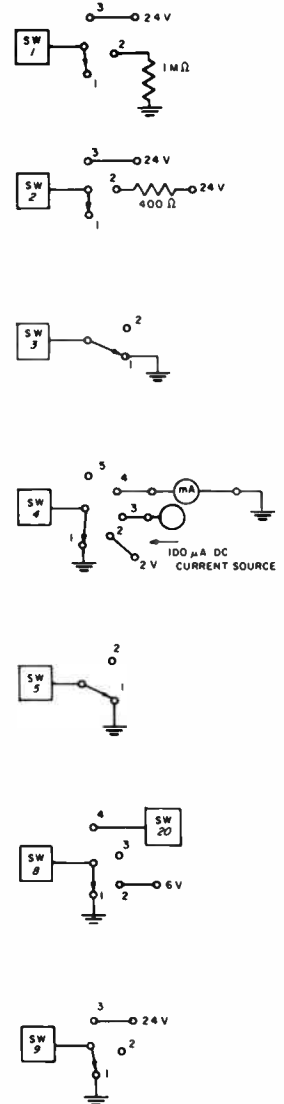 3 24 V
SW 1
2
1 MΩ
1
3 24 V
SW 2
2 24 V
400 Ω
1
SW 3
2
1
5
4 mA
SW 4
3
1 2
100 μA DC
2 V CURRENT SOURCE
2
SW 5
1
4 SW 20
3
SW 8
1 2 6 V
3 24 V
SW 9
2
1